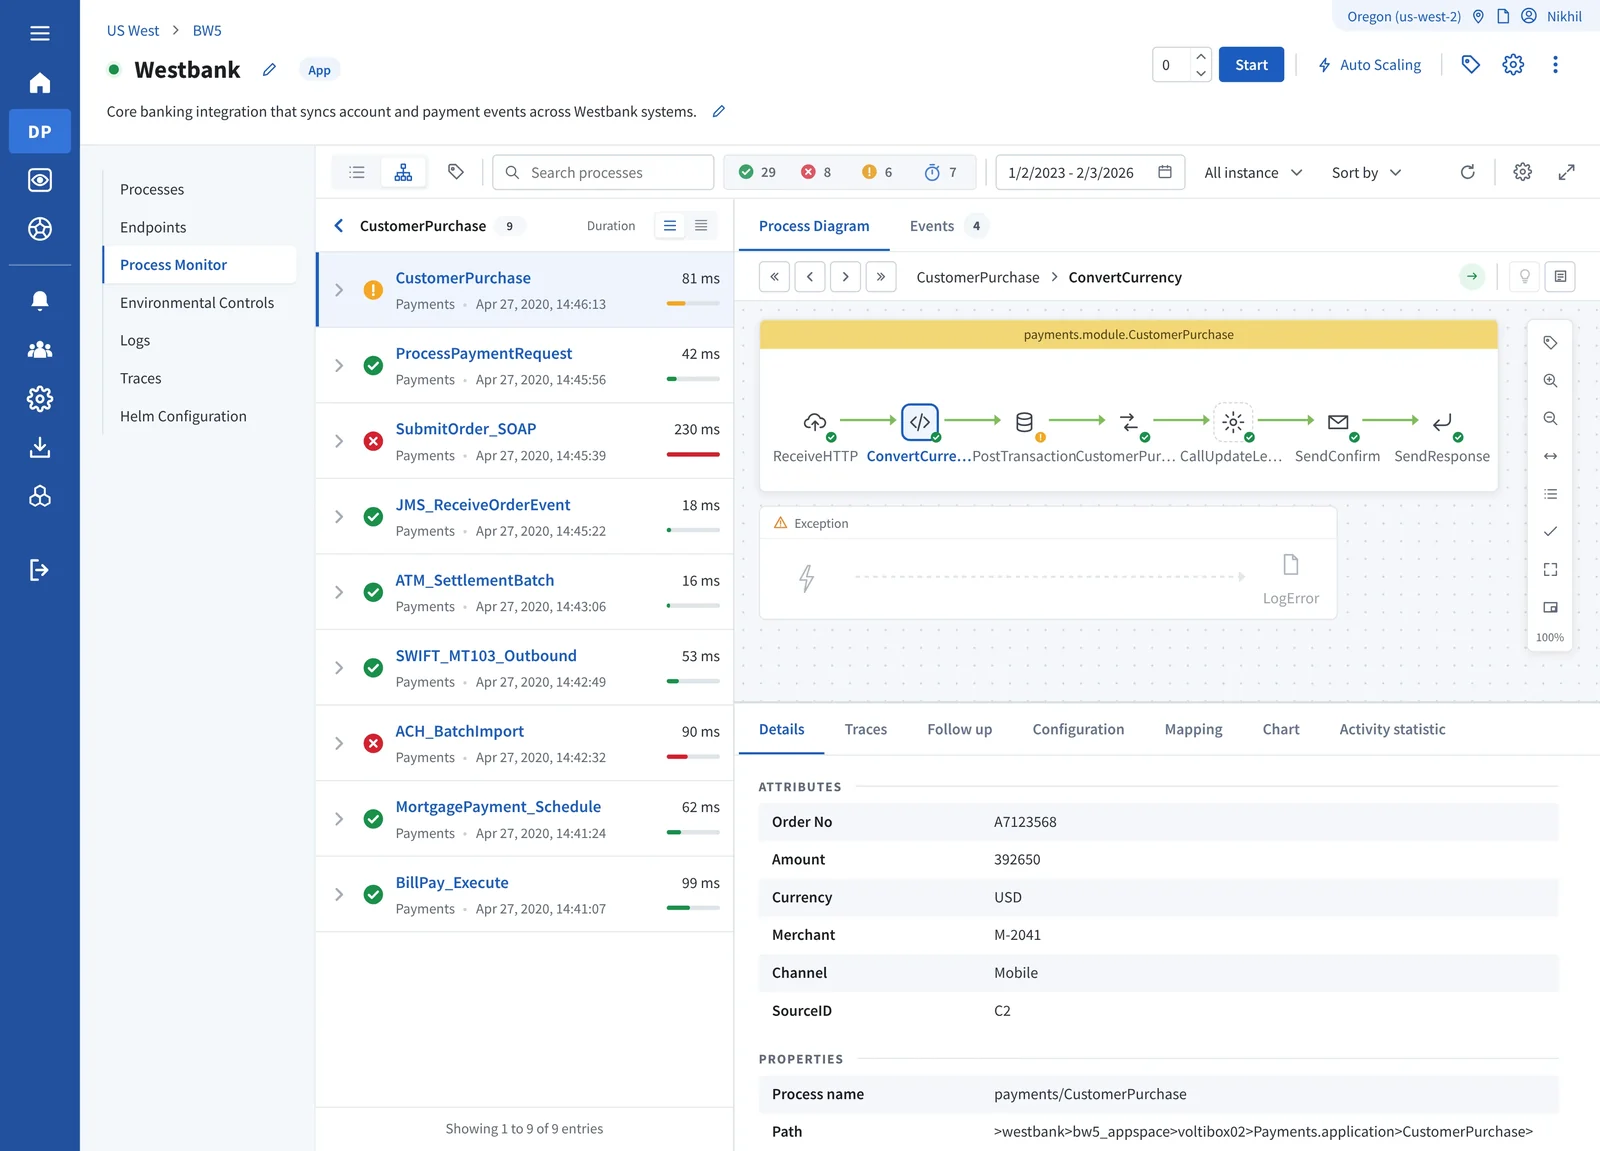 Oregon (us-west-2) Nikhil
US West > BW5
Westbank App
0 Start Auto Scaling
Core banking integration that syncs account and payment events across Westbank systems.
DP
Processes
Endpoints
Process Monitor
Environmental Controls
Logs
Traces
Helm Configuration
Search processes 29 8 6 7 1/2/2023 - 2/3/2026 All instance Sort by
CustomerPurchase 9 Duration
CustomerPurchase 81 ms
Payments • Apr 27, 2020, 14:46:13
ProcessPaymentRequest 42 ms
Payments • Apr 27, 2020, 14:45:56
SubmitOrder_SOAP 230 ms
Payments • Apr 27, 2020, 14:45:39
JMS_ReceiveOrderEvent 18 ms
Payments • Apr 27, 2020, 14:45:22
ATM_SettlementBatch 16 ms
Payments • Apr 27, 2020, 14:43:06
SWIFT_MT103_Outbound 53 ms
Payments • Apr 27, 2020, 14:42:49
ACH_BatchImport 90 ms
Payments • Apr 27, 2020, 14:42:32
MortgagePayment_Schedule 62 ms
Payments • Apr 27, 2020, 14:41:24
BillPay_Execute 99 ms
Payments • Apr 27, 2020, 14:41:07
Showing 1 to 9 of 9 entries
Process Diagram Events 4
CustomerPurchase > ConvertCurrency
payments.module.CustomerPurchase
ReceiveHTTP ConvertCurre... PostTransaction CustomerPur... CallUpdateLe... SendConfirm SendResponse
Exception
LogError
100%
Details Traces Follow up Configuration Mapping Chart Activity statistic
ATTRIBUTES
Order No A7123568
Amount 392650
Currency USD
Merchant M-2041
Channel Mobile
SourceID C2
PROPERTIES
Process name payments/CustomerPurchase
Path >westbank>bw5_appspace>voltibox02>Payments.application>CustomerPurchase>